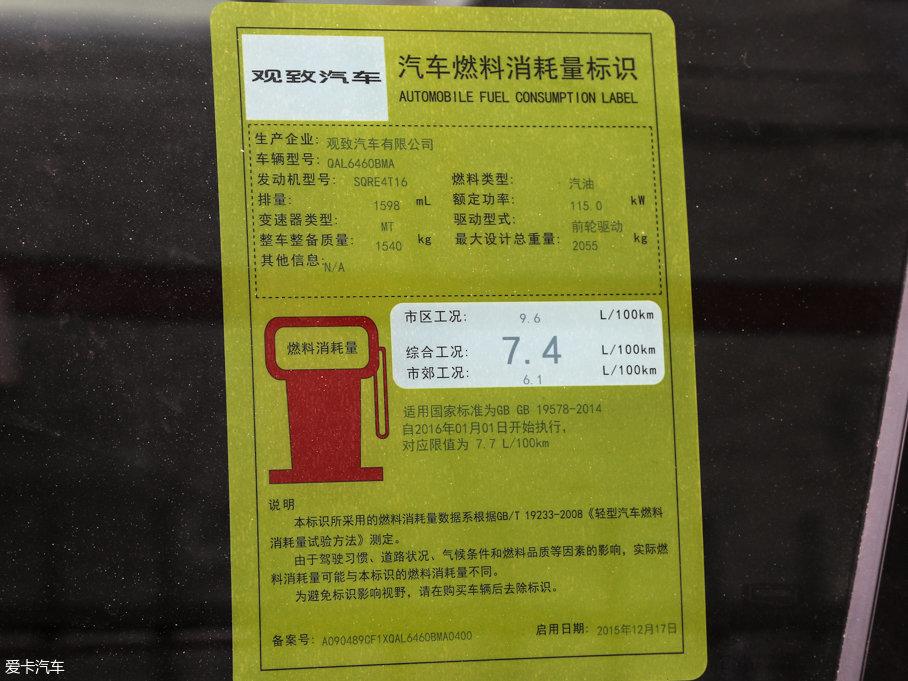 观致汽车
汽车燃料消耗量标识
AUTOMOBILE FUEL CONSUMPTION LABEL
生产企业: 观致汽车有限公司
车辆型号: QAL6460BMA
发动机型号: SQRE4T16 燃料类型: 汽油
排量: 1598 mL 额定功率: 115.0 kW
变速器类型: MT 驱动型式: 前轮驱动
整车整备质量: 1540 kg 最大设计总重量: 2055 kg
其他信息: N/A
燃料消耗量
市区工况: 9.6 L/100km
综合工况: 7.4 L/100km
市郊工况: 6.1 L/100km
适用国家标准为GB GB 19578-2014
自2016年01月01日开始执行,
对应限值为 7.7 L/100km
说明
本标识所采用的燃料消耗量数据系根据GB/T 19233-2008《轻型汽车燃料
消耗量试验方法》测定。
由于驾驶习惯、道路状况、气候条件和燃料品质等因素的影响，实际燃
料消耗量可能与本标识的燃料消耗量不同。
为避免标识影响视野，请在购买车辆后去除标识。
备案号: A090489CF1XQAL6460BMA0400 启用日期: 2015年12月17日
爱卡汽车